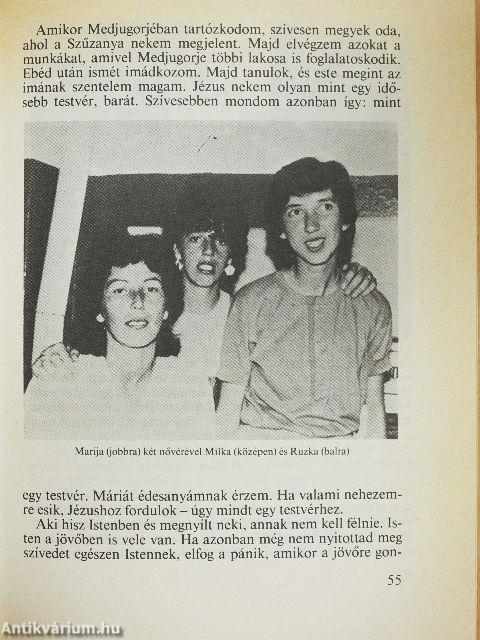 Amikor Medjugorjéban tartózkodom, szívesen megyek oda,
ahol a Szűzanya nekem megjelent. Majd elvégzem azokat a
munkákat, amivel Medjugorje többi lakosa is foglalatoskodik.
Ebéd után ismét imádkozom. Majd tanulok, és este megint az
imának szentelem magam. Jézus nekem olyan mint egy idő-
sebb testvér, barát. Szívesebben mondom azonban így: mint
Marija (jobbra) két nővérével Milka (középen) és Ruzka (balra)
egy testvér. Máriát édesanyámnak érzem. Ha valami nehezem-
re esik, Jézushoz fordulok – úgy mindt egy testvérhez.
Aki hisz Istenben és megnyílt neki, annak nem kell félnie. Is-
ten a jövőben is vele van. Ha azonban még nem nyitottad meg
szívedet egészen Istennek, elfog a pánik, amikor a jövőre gon-
55
Antikvárium.hu